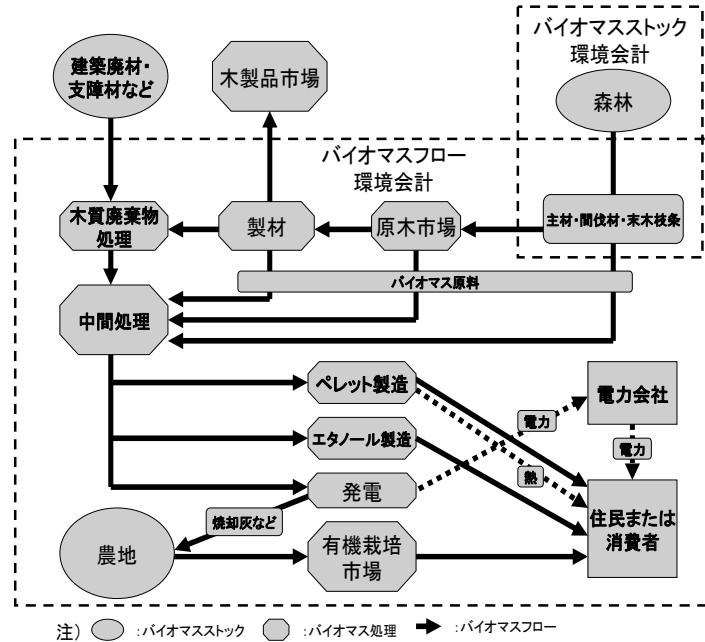 バイオマスストック
環境会計
建築廃材・
支障材など
木製品市場
森林
バイオマスフロー
環境会計
木質廃棄物
処理
製材
原木市場
主材・間伐材・末木枝条
バイオマス原料
中間処理
ペレット製造
電力会社
電力
エタノール製造
電力
熱
発電
住民または
消費者
焼却灰など
農地
有機栽培
市場
注) :バイオマスストック :バイオマス処理 :バイオマスフロー